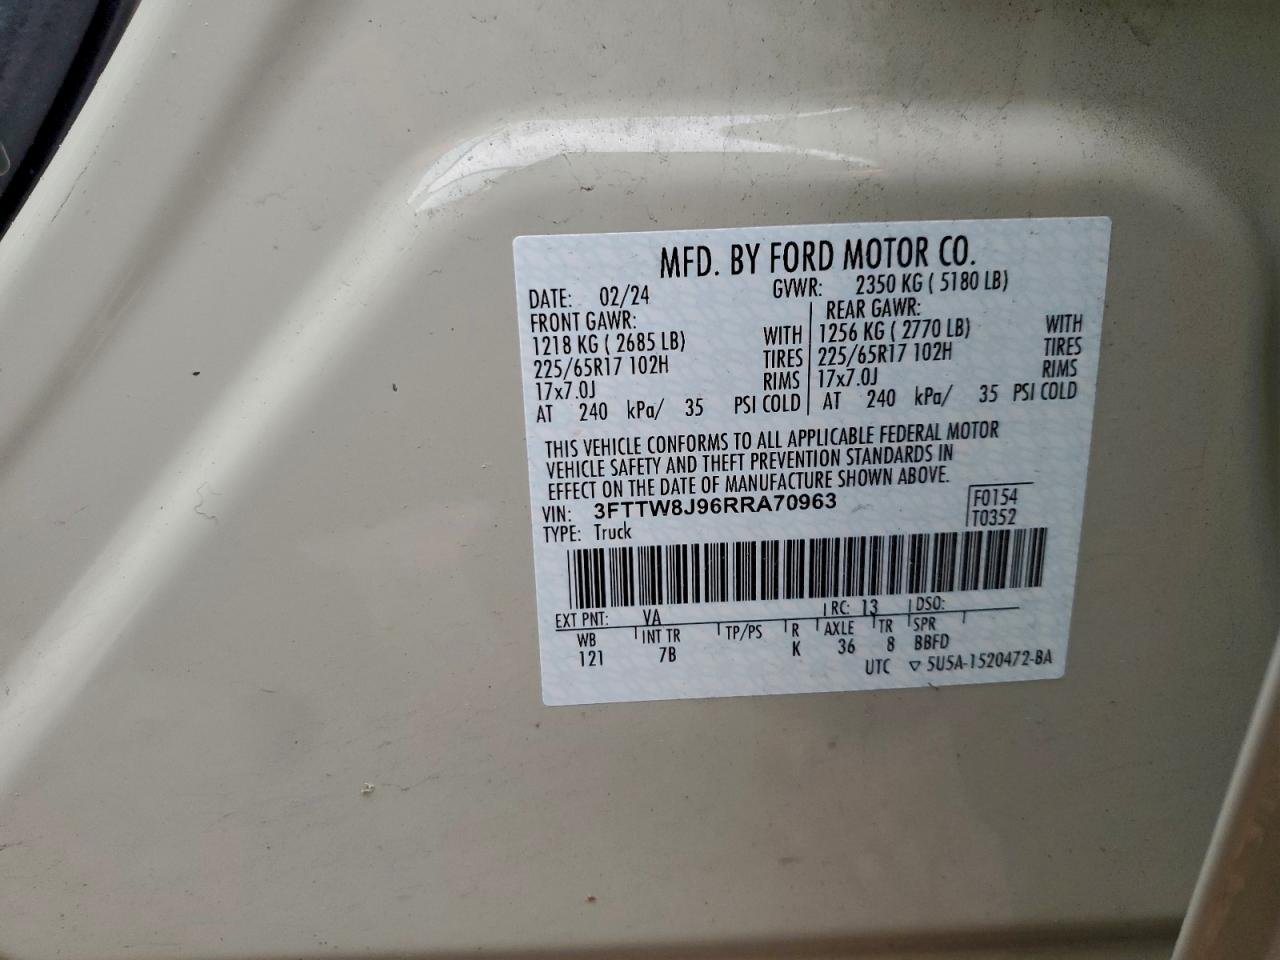 MFD. BY FORD MOTOR CO.
DATE: 02/24 GVWR: 2350 KG ( 5180 LB)
FRONT GAWR: REAR GAWR:
1218 KG ( 2685 LB) WITH 1256 KG ( 2770 LB) WITH
225/65R17 102H TIRES 225/65R17 102H TIRES
17x7.0J RIMS 17x7.0J RIMS
AT 240 kPa/ 35 PSI COLD AT 240 kPa/ 35 PSI COLD
THIS VEHICLE CONFORMS TO ALL APPLICABLE FEDERAL MOTOR
VEHICLE SAFETY AND THEFT PREVENTION STANDARDS IN
EFFECT ON THE DATE OF MANUFACTURE SHOWN ABOVE.
VIN: 3FTTW8J96RRA70963 F0154
TYPE: Truck T0352
EXT PNT: VA RC: 13 DSO:
WB INT TR TP/PS R AXLE TR SPR
121 7B K 36 8 BBFD
UTC ▽ 5U5A-1520472-BA